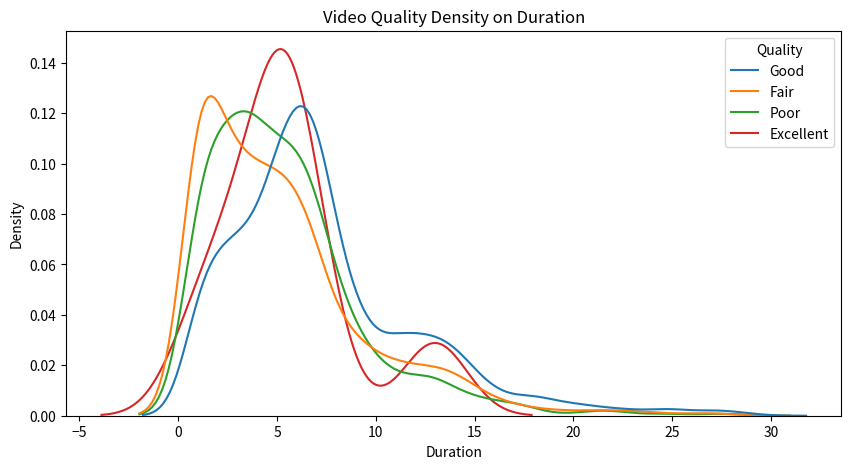 Video Quality Density on Duration
Quality
Good
Fair
Poor
Excellent
Density
0.14
0.12
0.10
0.08
0.06
0.04
0.02
0.00
−5
0
5
10
15
20
25
30
Duration